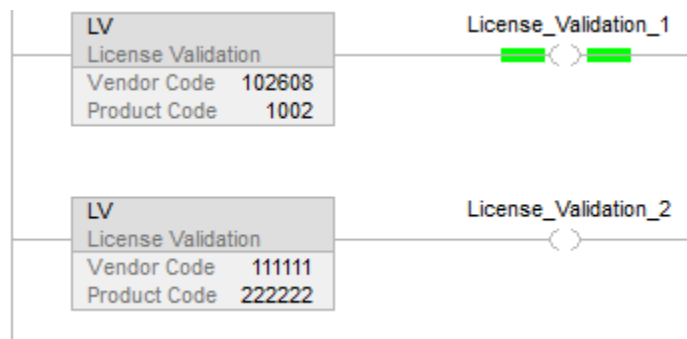 LV
License_Validation_1
License Validation
Vendor Code 102608
Product Code 1002
LV
License_Validation_2
License Validation
Vendor Code 111111
Product Code 222222